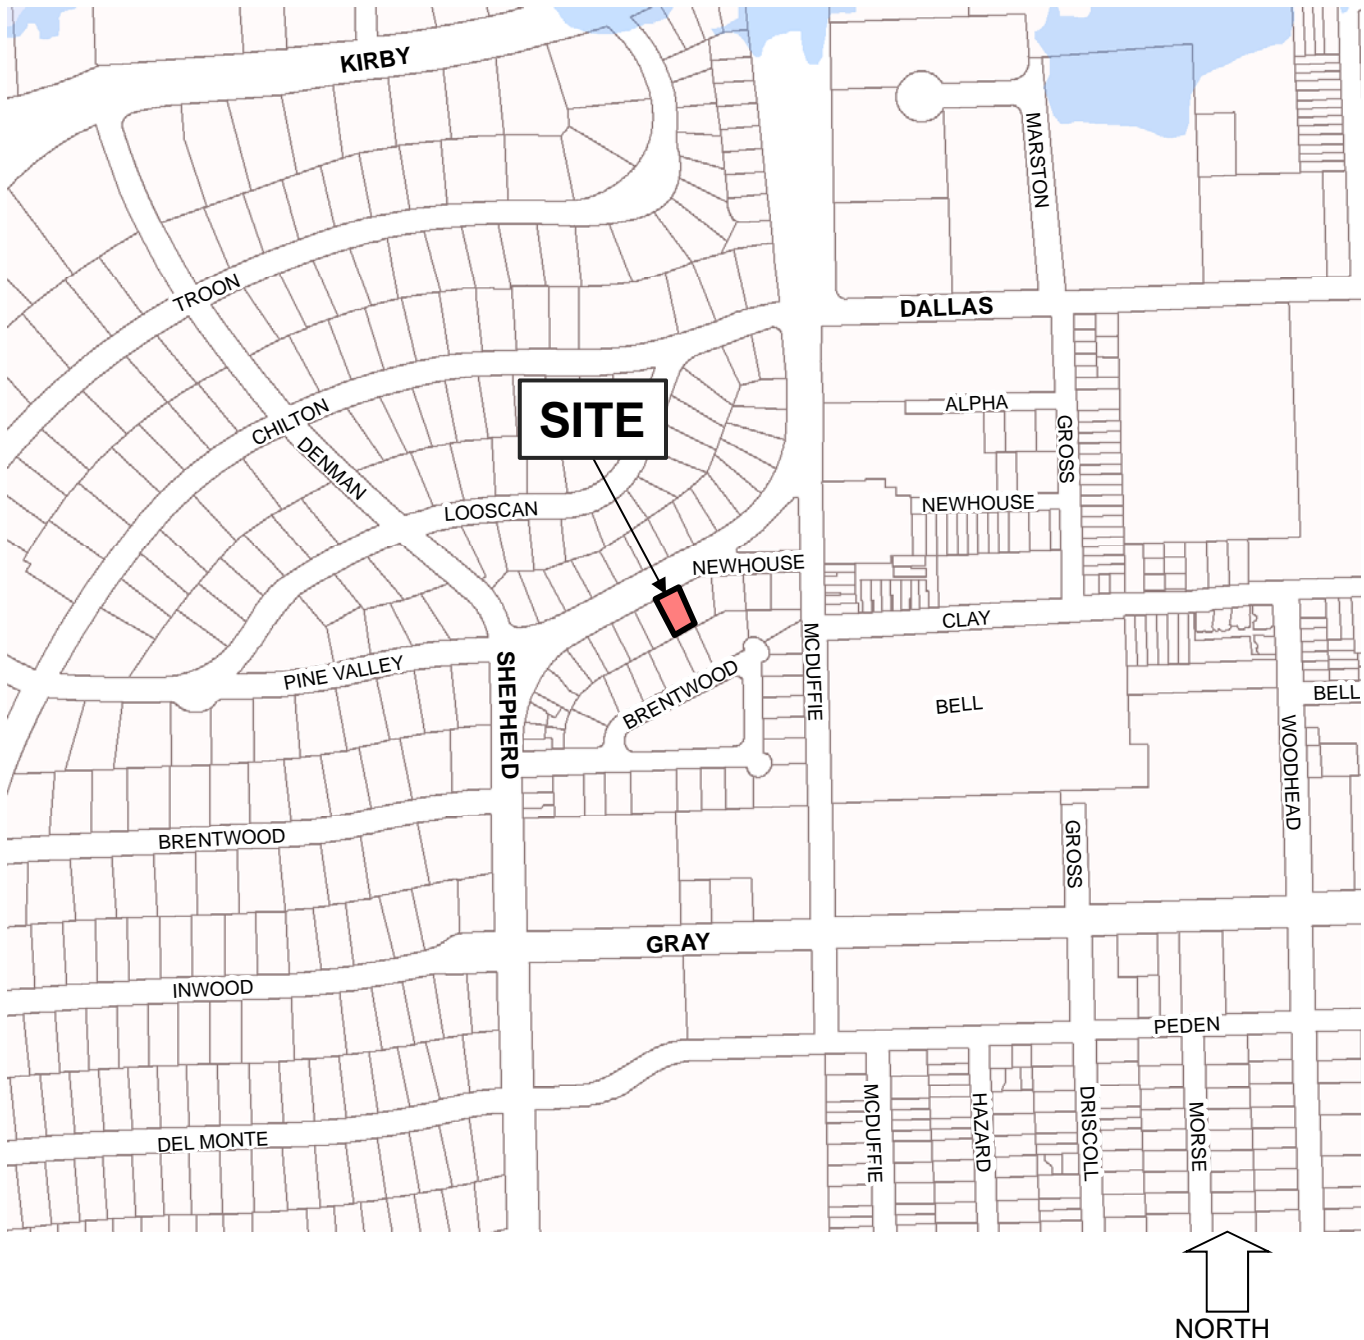 KIRBY
MARSTON
TROON
DALLAS
CHILTON
SITE
ALPHA
GROSS
DENMAN
LOOSCAN
NEWHOUSE
NEWHOUSE
CLAY
PINE VALLEY
SHEPHERD
BRENTWOOD
MCDUFFIE
BELL
BELL
WOODHEAD
BRENTWOOD
GROSS
GRAY
INWOOD
PEDEN
MCDUFFIE
HAZARD
DRISCOLL
MORSE
DEL MONTE
NORTH